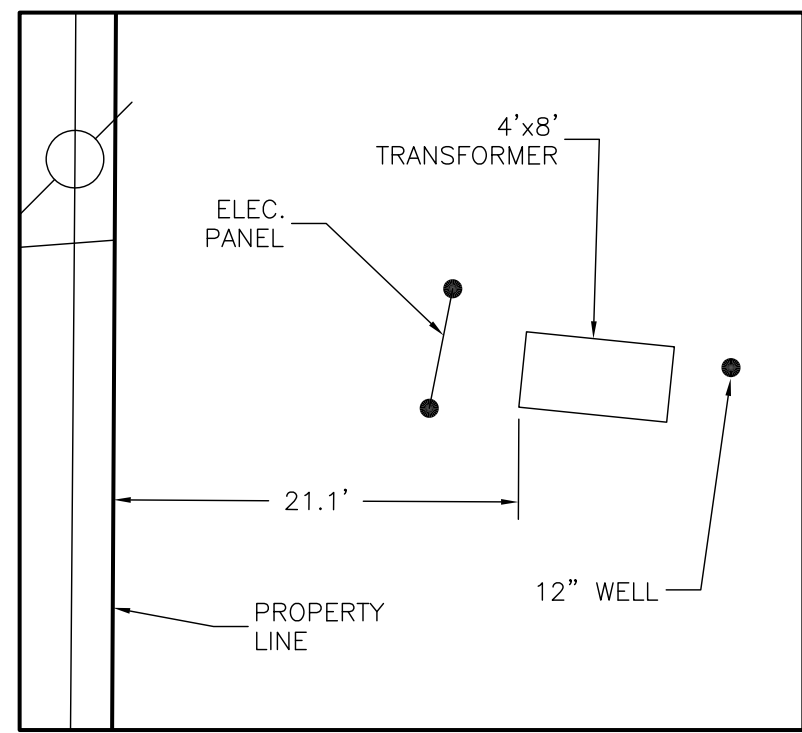 4'x8'
TRANSFORMER
ELEC.
PANEL
21.1'
12" WELL
PROPERTY
LINE